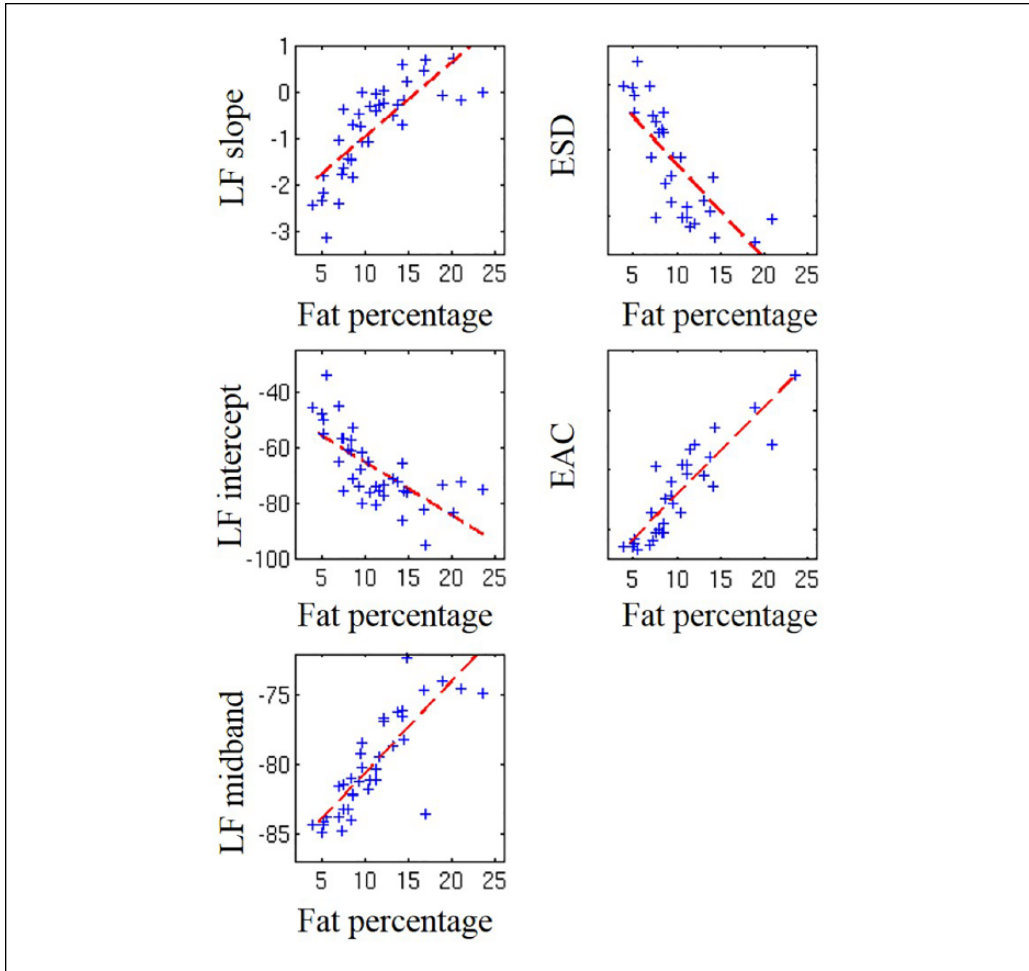 LF slope
1
0
-1
-2
-3
5 10 15 20 25
Fat percentage
ESD
5 10 15 20 25
Fat percentage
LF intercept
-40
-60
-80
-100
5 10 15 20 25
Fat percentage
EAC
5 10 15 20 25
Fat percentage
LF midband
-75
-80
-85
5 10 15 20 25
Fat percentage